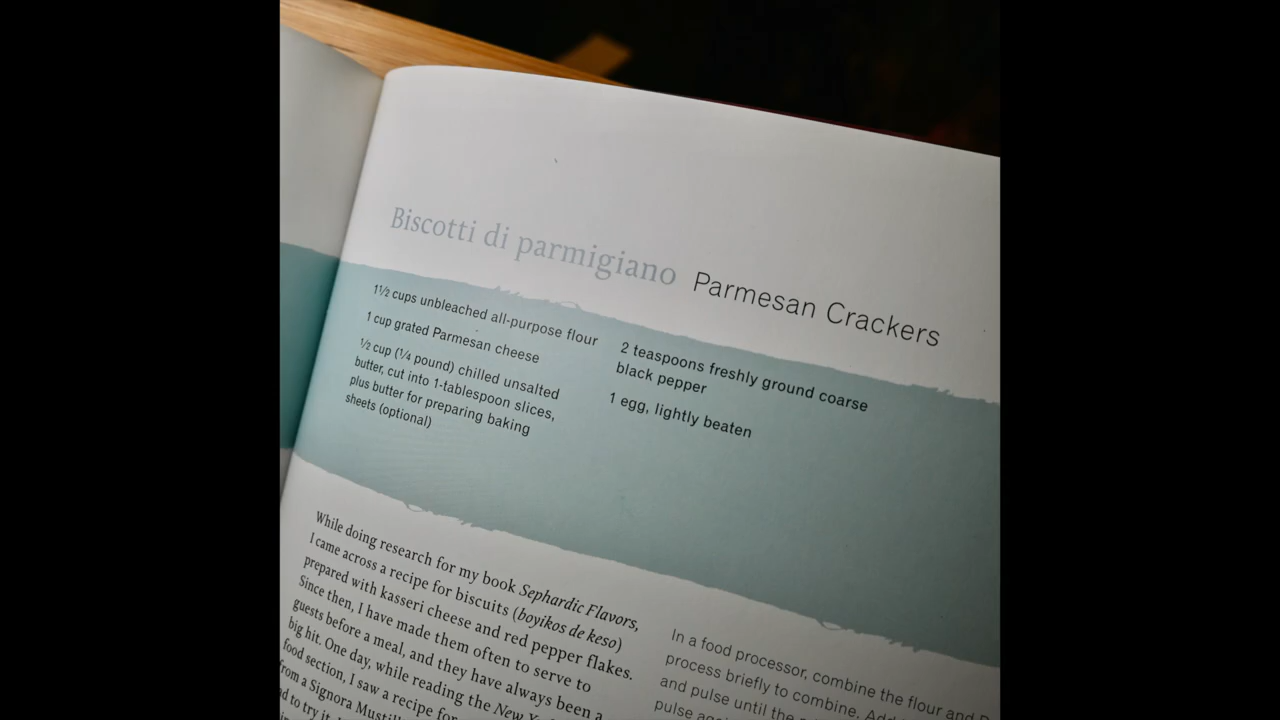 Biscotti di parmigiano Parmesan Crackers
1½ cups unbleached all-purpose flour
1 cup grated Parmesan cheese
½ cup (¼ pound) chilled unsalted
butter, cut into 1-tablespoon slices,
plus butter for preparing baking
sheets (optional)
2 teaspoons freshly ground coarse
black pepper
1 egg, lightly beaten
While doing research for my book Sephardic Flavors,
I came across a recipe for biscuits (boyikos de keso)
prepared with kasseri cheese and red pepper flakes.
Since then, I have made them often to serve to
guests before a meal, and they have always been a
big hit. One day, while reading the New
food section, I saw a recipe for
from a Signora
to try it
In a food processor, combine the flour and
process briefly to combine.
and pulse until the
pulse